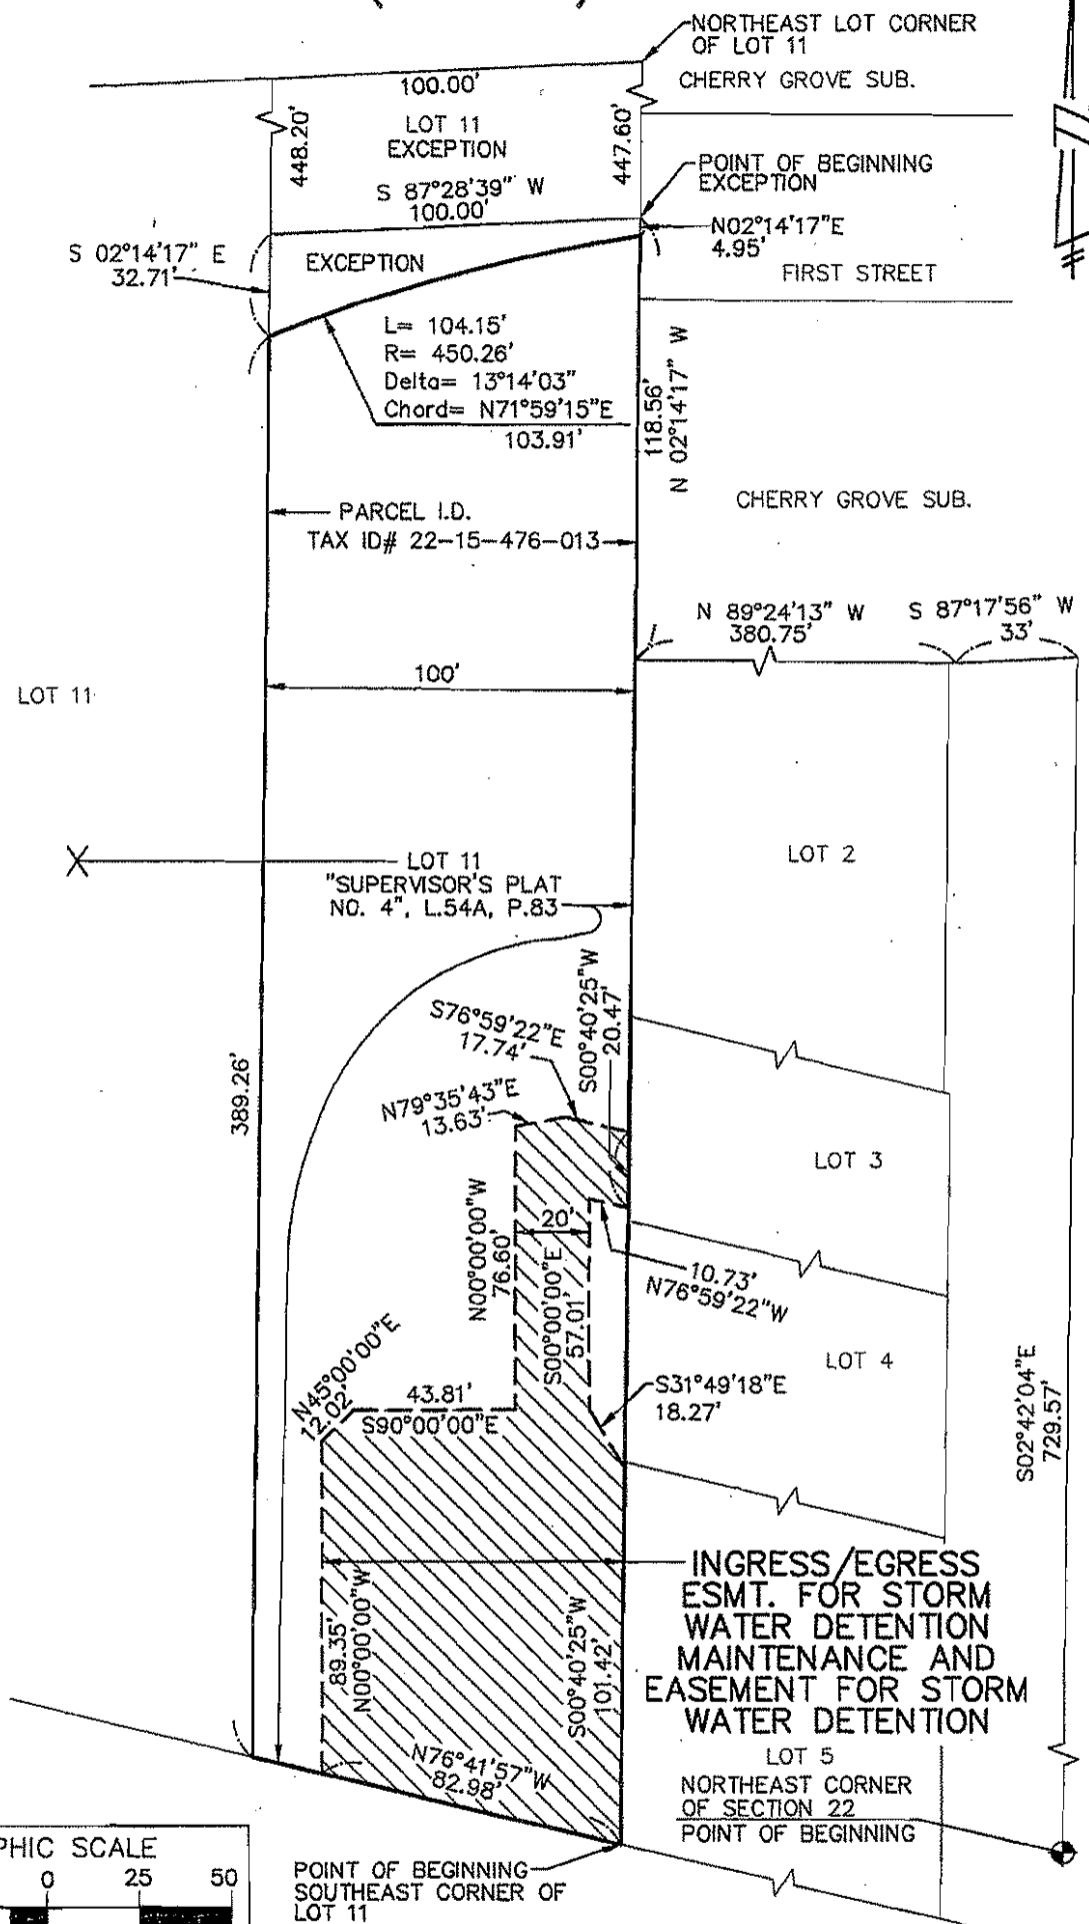 NORTHEAST LOT CORNER
OF LOT 11
CHERRY GROVE SUB.
100.00'
448.20'
LOT 11
EXCEPTION
447.60'
POINT OF BEGINNING
EXCEPTION
S 87°28'39" W
100.00'
N02°14'17"E
4.95'
S 02°14'17" E
32.71'
EXCEPTION
FIRST STREET
L= 104.15'
R= 450.26'
Delta= 13°14'03"
Chord= N71°59'15"E
103.91'
118.56'
N 02°14'17" W
CHERRY GROVE SUB.
PARCEL I.D.
TAX ID# 22-15-476-013
N 89°24'13" W
380.75'
S 87°17'56" W
33'
100'
LOT 11
LOT 2
LOT 11
"SUPERVISOR'S PLAT
NO. 4", L.54A, P.83
S00°40'25"W
20.47'
S76°59'22"E
17.74'
N79°35'43"E
13.63'
389.26'
LOT 3
N00°00'00"W
76.60'
20'
S00°00'00"E
57.01'
10.73'
N76°59'22"W
LOT 4
N45°00'00"E
12.02'
43.81'
S90°00'00"E
S31°49'18"E
18.27'
S02°42'04"E
729.57'
INGRESS/EGRESS
ESMT. FOR STORM
WATER DETENTION
MAINTENANCE AND
EASEMENT FOR STORM
WATER DETENTION
89.35'
N00°00'00"W
S00°40'25"W
101.42'
N76°41'57"W
82.98'
LOT 5
NORTHEAST CORNER
OF SECTION 22
POINT OF BEGINNING
PHIC SCALE
0 25 50
POINT OF BEGINNING
SOUTHEAST CORNER OF
LOT 11